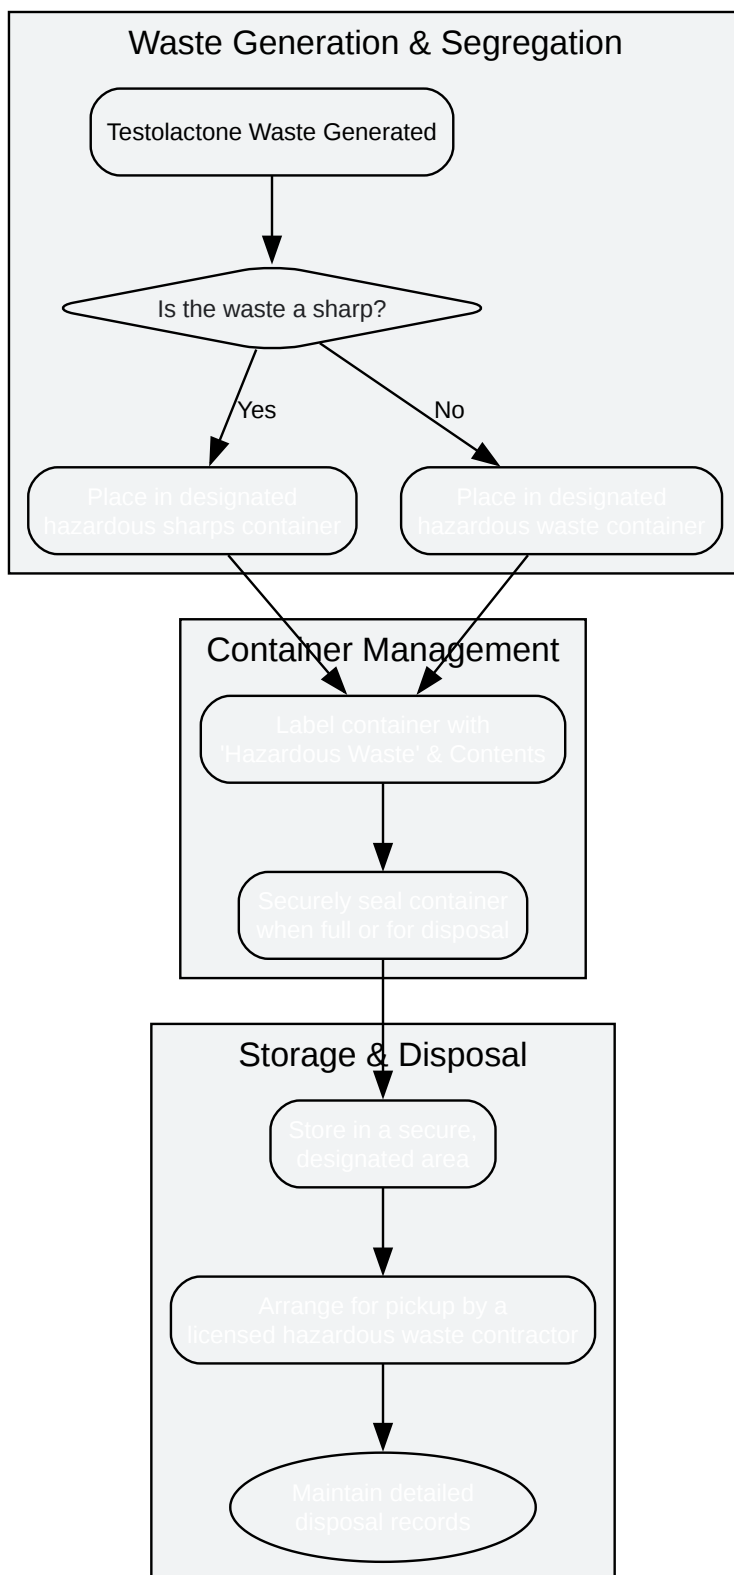 Waste Generation & Segregation
Testolactone Waste Generated
Is the waste a sharp?
Yes
No
Place in designated
hazardous sharps container
Place in designated
hazardous waste container
Container Management
Label container with
'Hazardous Waste' & Contents
Securely seal container
when full or for disposal
Storage & Disposal
Store in a secure,
designated area
Arrange for pickup by a
licensed hazardous waste contractor
Maintain detailed
disposal records